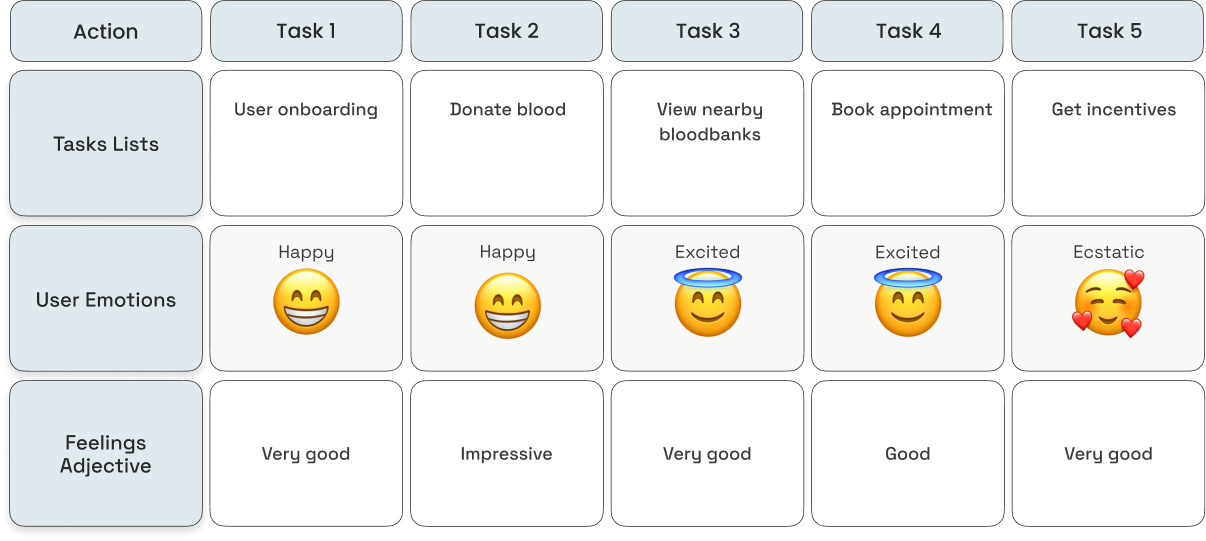 Action
Task 1
Task 2
Task 3
Task 4
Task 5
Tasks Lists
User onboarding
Donate blood
View nearby
bloodbanks
Book appointment
Get incentives
User Emotions
Happy
Happy
Excited
Excited
Ecstatic
Feelings
Adjective
Very good
Impressive
Very good
Good
Very good